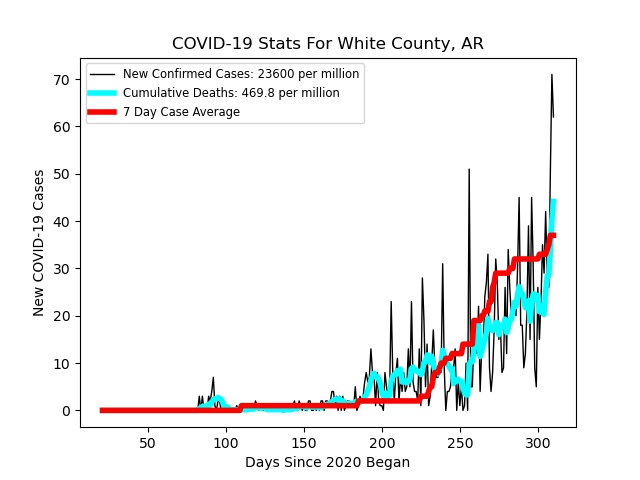 COVID-19 Stats For White County, AR
New Confirmed Cases: 23600 per million
Cumulative Deaths: 469.8 per million
7 Day Case Average
New COVID-19 Cases
70
60
50
40
30
20
10
0
50 100 150 200 250 300
Days Since 2020 Began